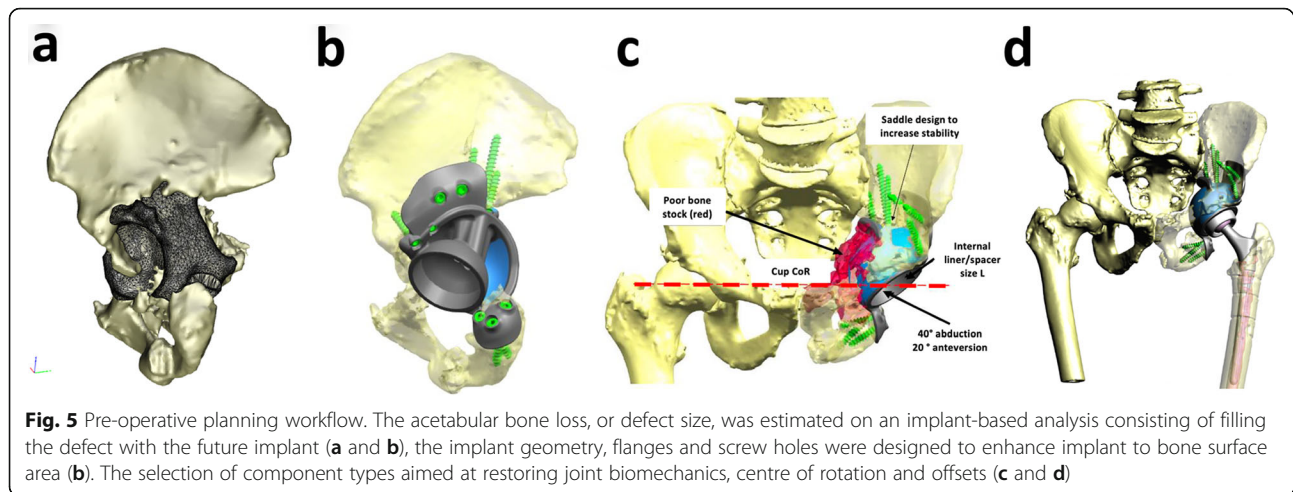 a
b
c
d
Saddle design to
increase stability
Poor bone
stock (red)
Cup CoR
Internal
liner/spacer
size L
40° abduction
20 ° anteversion
Fig. 5 Pre-operative planning workflow. The acetabular bone loss, or defect size, was estimated on an implant-based analysis consisting of filling
the defect with the future implant (a and b), the implant geometry, flanges and screw holes were designed to enhance implant to bone surface
area (b). The selection of component types aimed at restoring joint biomechanics, centre of rotation and offsets (c and d)